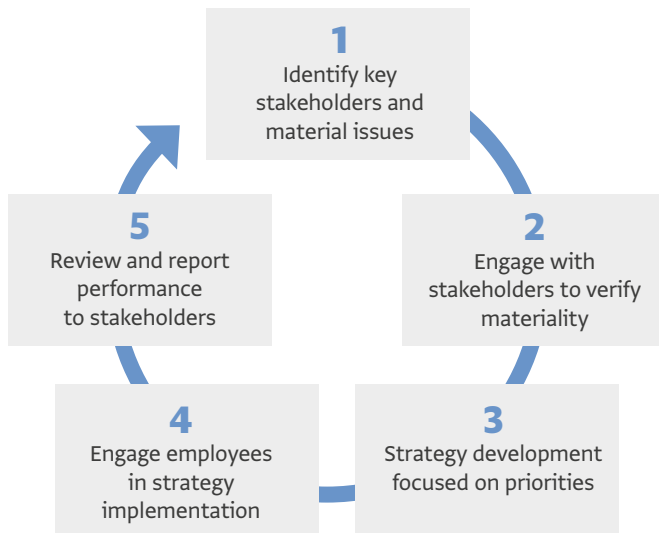 1
Identify key
stakeholders and
material issues
2
Engage with
stakeholders to verify
materiality
3
Strategy development
focused on priorities
4
Engage employees
in strategy
implementation
5
Review and report
performance
to stakeholders